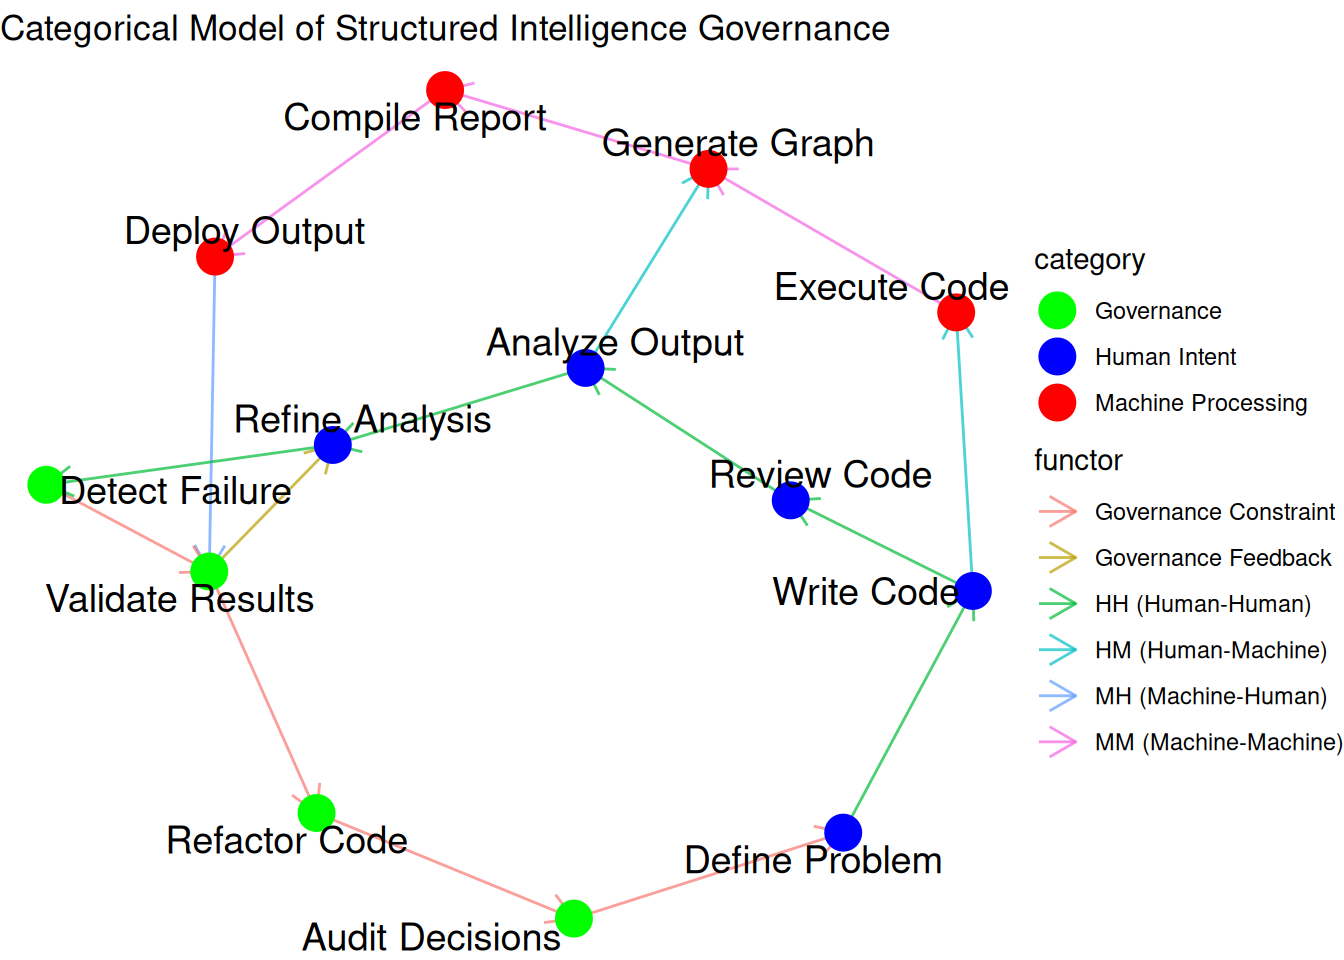 Categorical Model of Structured Intelligence Governance
Compile Report
Generate Graph
Deploy Output
Execute Code
Analyze Output
Refine Analysis
Detect Failure
Review Code
Validate Results
Write Code
Refactor Code
Define Problem
Audit Decisions
category
Governance
Human Intent
Machine Processing
functor
Governance Constraint
Governance Feedback
HH (Human-Human)
HM (Human-Machine)
MH (Machine-Human)
MM (Machine-Machine)